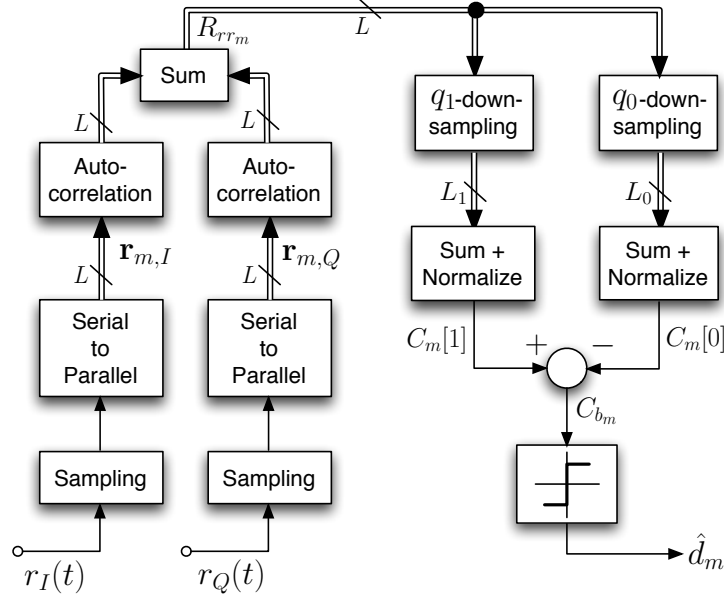 R_{rr_m}
L
Sum
q_1-down-
sampling
q_0-down-
sampling
L
L
Auto-
correlation
Auto-
correlation
L_1
L_0
r_{m,I}
r_{m,Q}
Sum +
Normalize
Sum +
Normalize
L
L
Serial
to
Parallel
Serial
to
Parallel
C_m[1]
+
−
C_m[0]
C_{b_m}
Sampling
Sampling
r_I(t)
r_Q(t)
\hat{d}_m